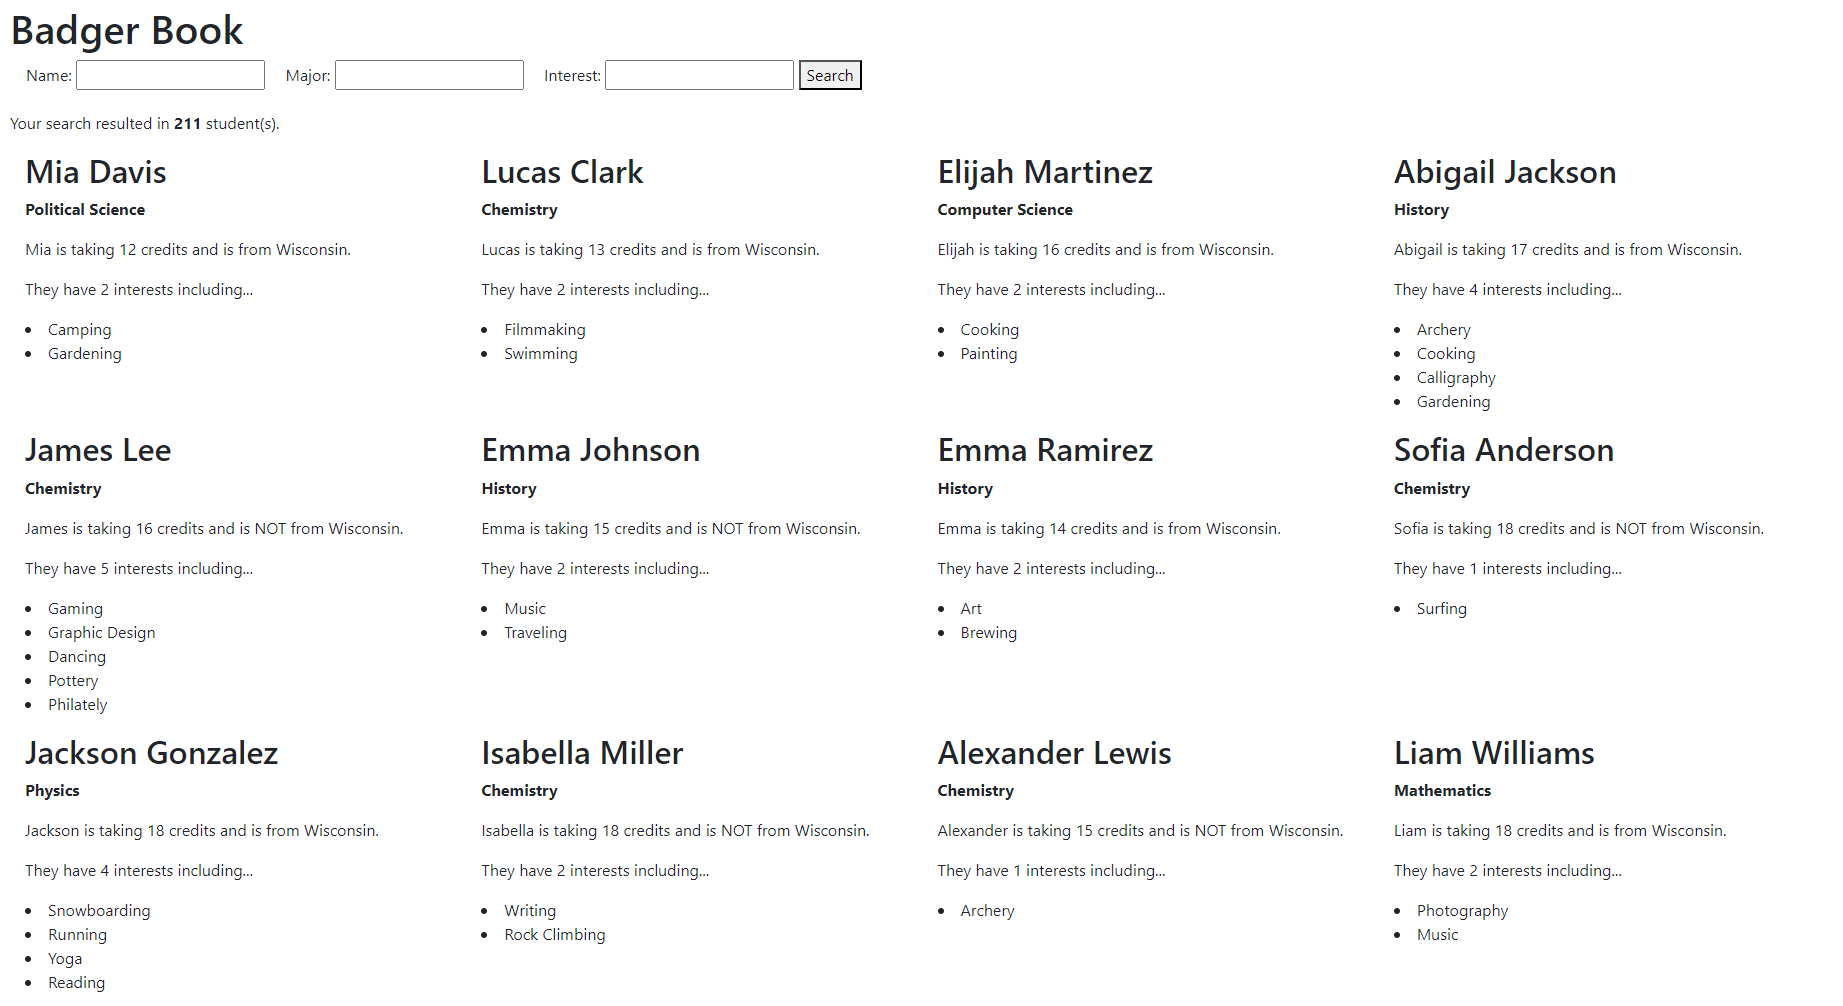 Badger Book
Name: Major: Interest: Search
Your search resulted in 211 student(s).
Mia Davis
Political Science
Mia is taking 12 credits and is from Wisconsin.
They have 2 interests including...
Camping
Gardening
Lucas Clark
Chemistry
Lucas is taking 13 credits and is from Wisconsin.
They have 2 interests including...
Filmmaking
Swimming
Elijah Martinez
Computer Science
Elijah is taking 16 credits and is from Wisconsin.
They have 2 interests including...
Cooking
Painting
Abigail Jackson
History
Abigail is taking 17 credits and is from Wisconsin.
They have 4 interests including...
Archery
Cooking
Calligraphy
Gardening
James Lee
Chemistry
James is taking 16 credits and is NOT from Wisconsin.
They have 5 interests including...
Gaming
Graphic Design
Dancing
Pottery
Philately
Emma Johnson
History
Emma is taking 15 credits and is NOT from Wisconsin.
They have 2 interests including...
Music
Traveling
Emma Ramirez
History
Emma is taking 14 credits and is from Wisconsin.
They have 2 interests including...
Art
Brewing
Sofia Anderson
Chemistry
Sofia is taking 18 credits and is NOT from Wisconsin.
They have 1 interests including...
Surfing
Jackson Gonzalez
Physics
Jackson is taking 18 credits and is from Wisconsin.
They have 4 interests including...
Snowboarding
Running
Yoga
Reading
Isabella Miller
Chemistry
Isabella is taking 18 credits and is NOT from Wisconsin.
They have 2 interests including...
Writing
Rock Climbing
Alexander Lewis
Chemistry
Alexander is taking 15 credits and is NOT from Wisconsin.
They have 1 interests including...
Archery
Liam Williams
Mathematics
Liam is taking 18 credits and is from Wisconsin.
They have 2 interests including...
Photography
Music